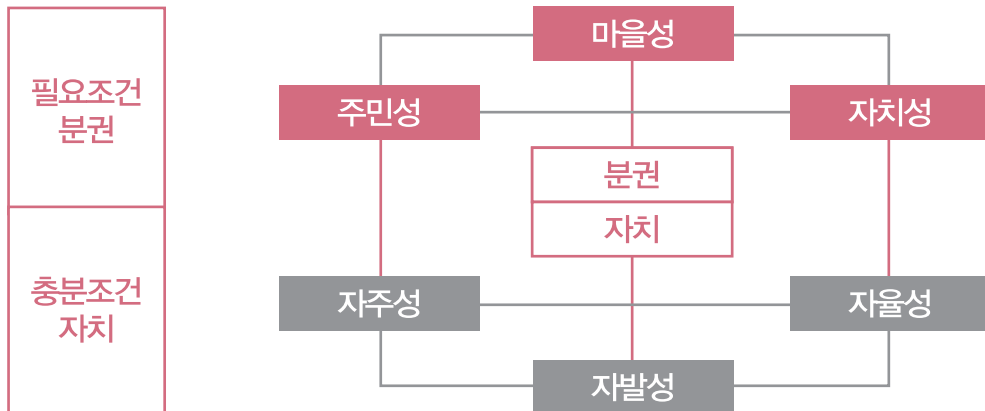 필요조건
분권
충분조건
자치
마을성
주민성
자치성
분권
자치
자주성
자율성
자발성